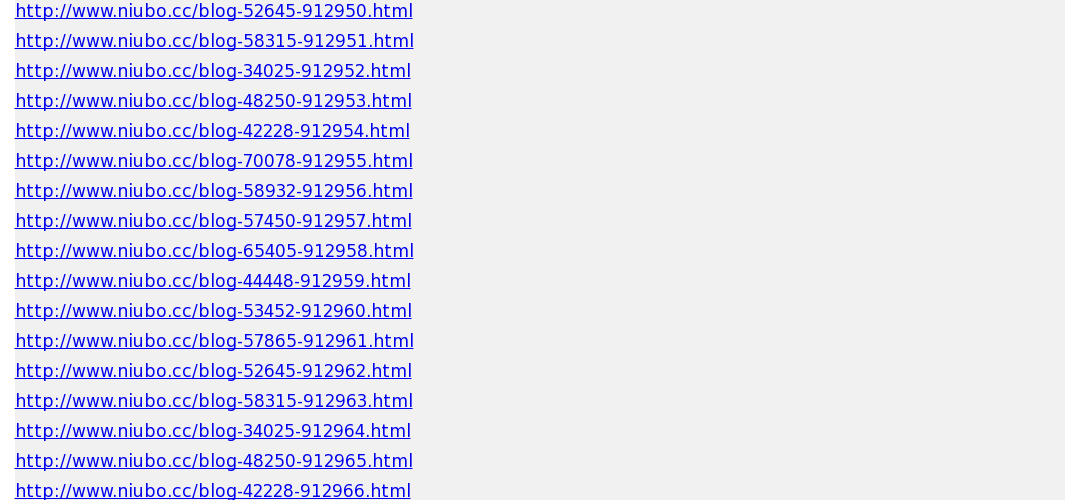 http://www.niubo.cc/blog-52645-912950.html
http://www.niubo.cc/blog-58315-912951.html
http://www.niubo.cc/blog-34025-912952.html
http://www.niubo.cc/blog-48250-912953.html
http://www.niubo.cc/blog-42228-912954.html
http://www.niubo.cc/blog-70078-912955.html
http://www.niubo.cc/blog-58932-912956.html
http://www.niubo.cc/blog-57450-912957.html
http://www.niubo.cc/blog-65405-912958.html
http://www.niubo.cc/blog-44448-912959.html
http://www.niubo.cc/blog-53452-912960.html
http://www.niubo.cc/blog-57865-912961.html
http://www.niubo.cc/blog-52645-912962.html
http://www.niubo.cc/blog-58315-912963.html
http://www.niubo.cc/blog-34025-912964.html
http://www.niubo.cc/blog-48250-912965.html
http://www.niubo.cc/blog-42228-912966.html